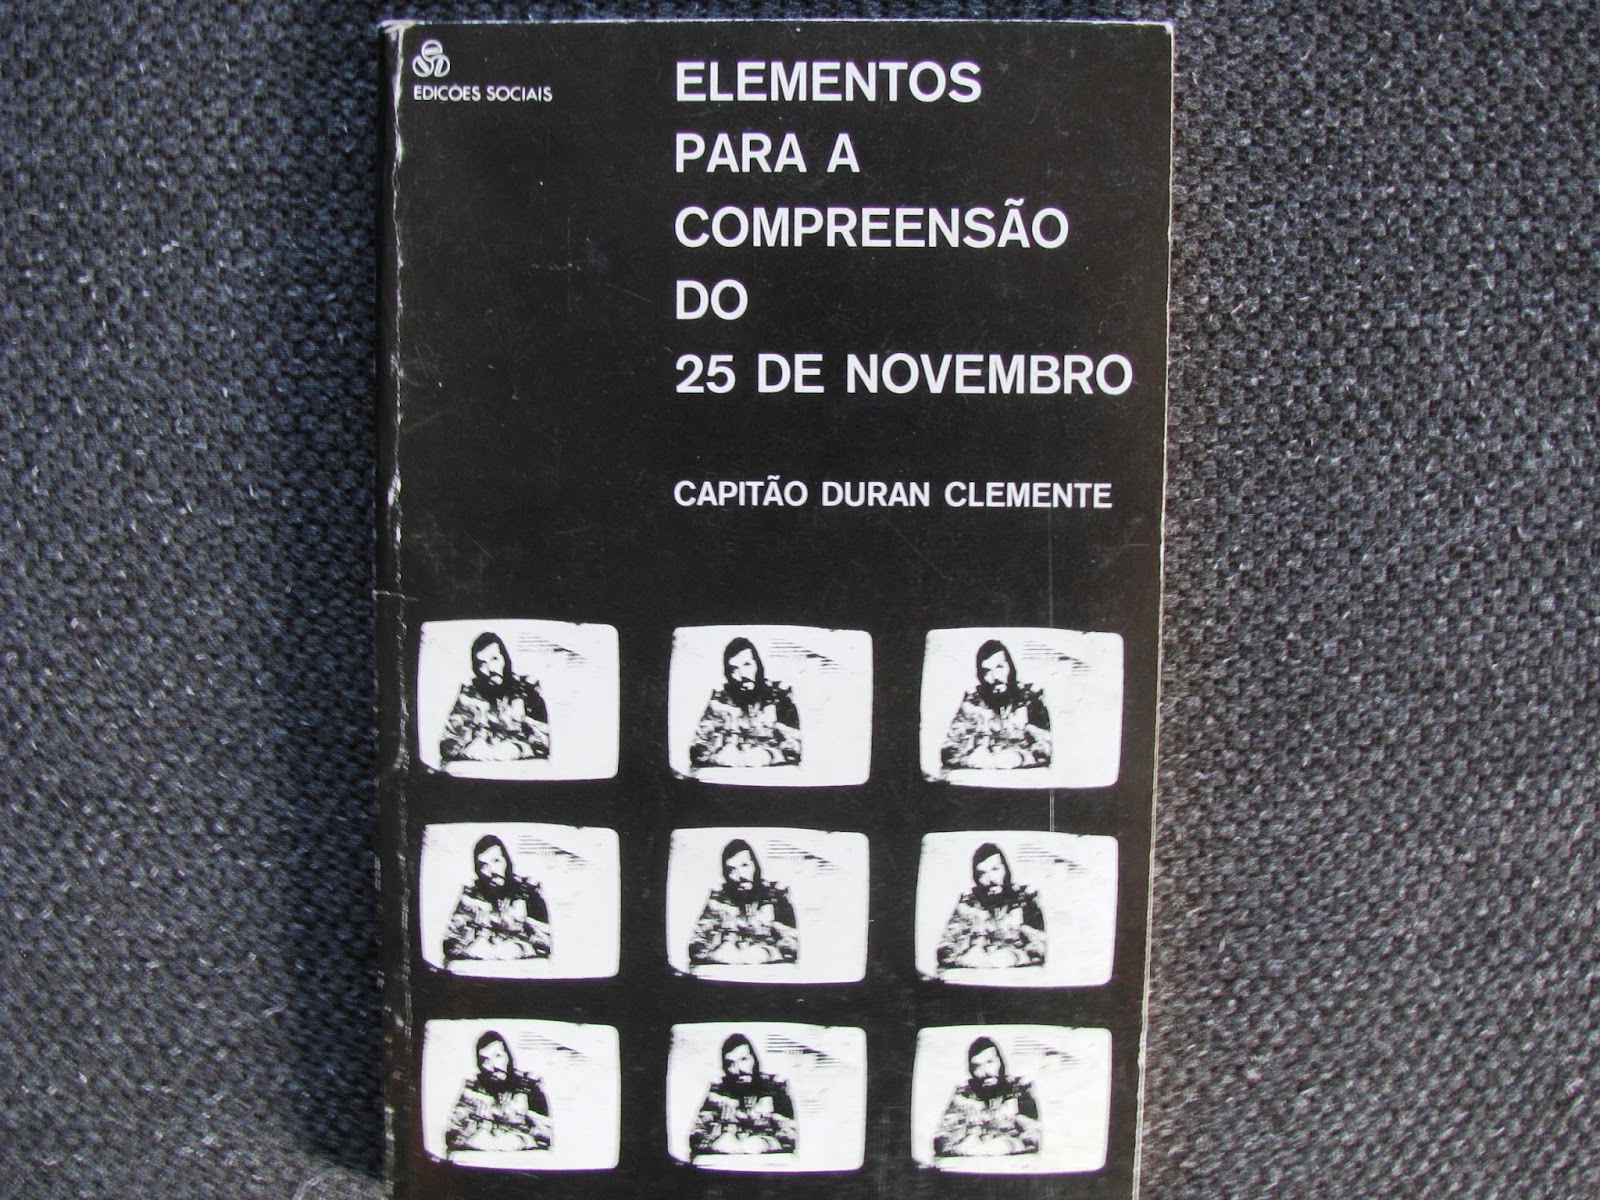 EDIÇÕES SOCIAIS
ELEMENTOS
PARA A
COMPREENSÃO
DO
25 DE NOVEMBRO
CAPITÃO DURAN CLEMENTE